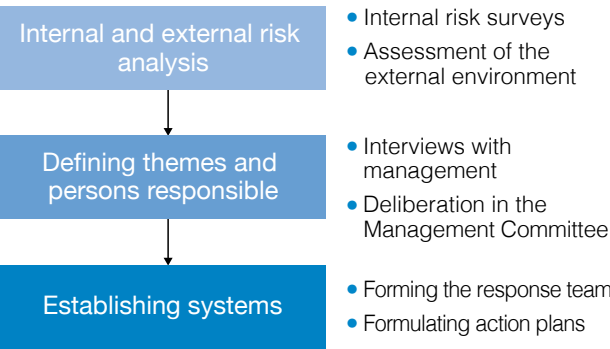 Internal and external risk
analysis
• Internal risk surveys
• Assessment of the
external environment
Defining themes and
persons responsible
• Interviews with
management
• Deliberation in the
Management Committee
Establishing systems
• Forming the response team
• Formulating action plans